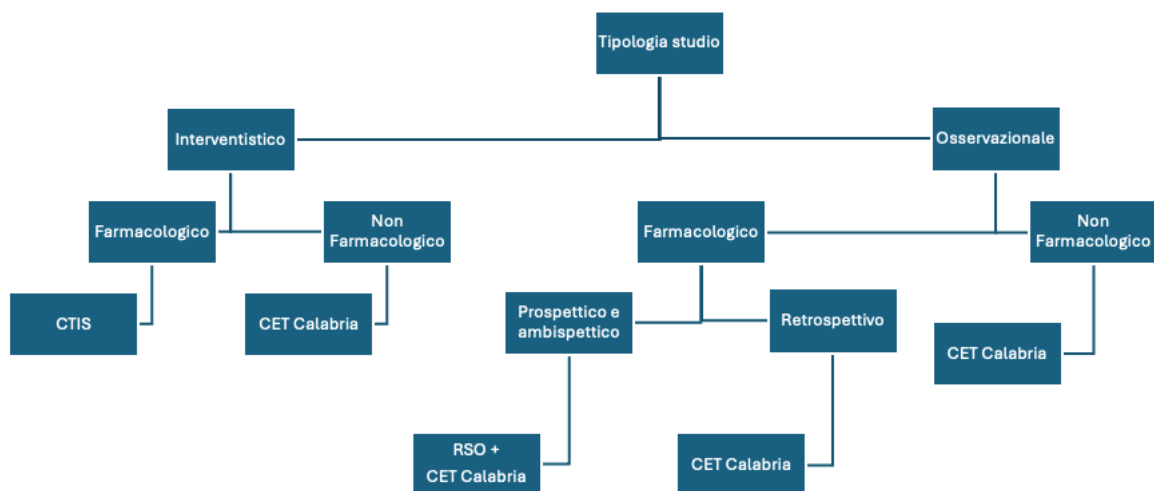 Tipologia studio
Interventistico
Osservazionale
Farmacologico
Non
Farmacologico
Farmacologico
Non
Farmacologico
CTIS
CET Calabria
Prospettico e
ambispettico
Retrospettivo
CET Calabria
RSO +
CET Calabria
CET Calabria